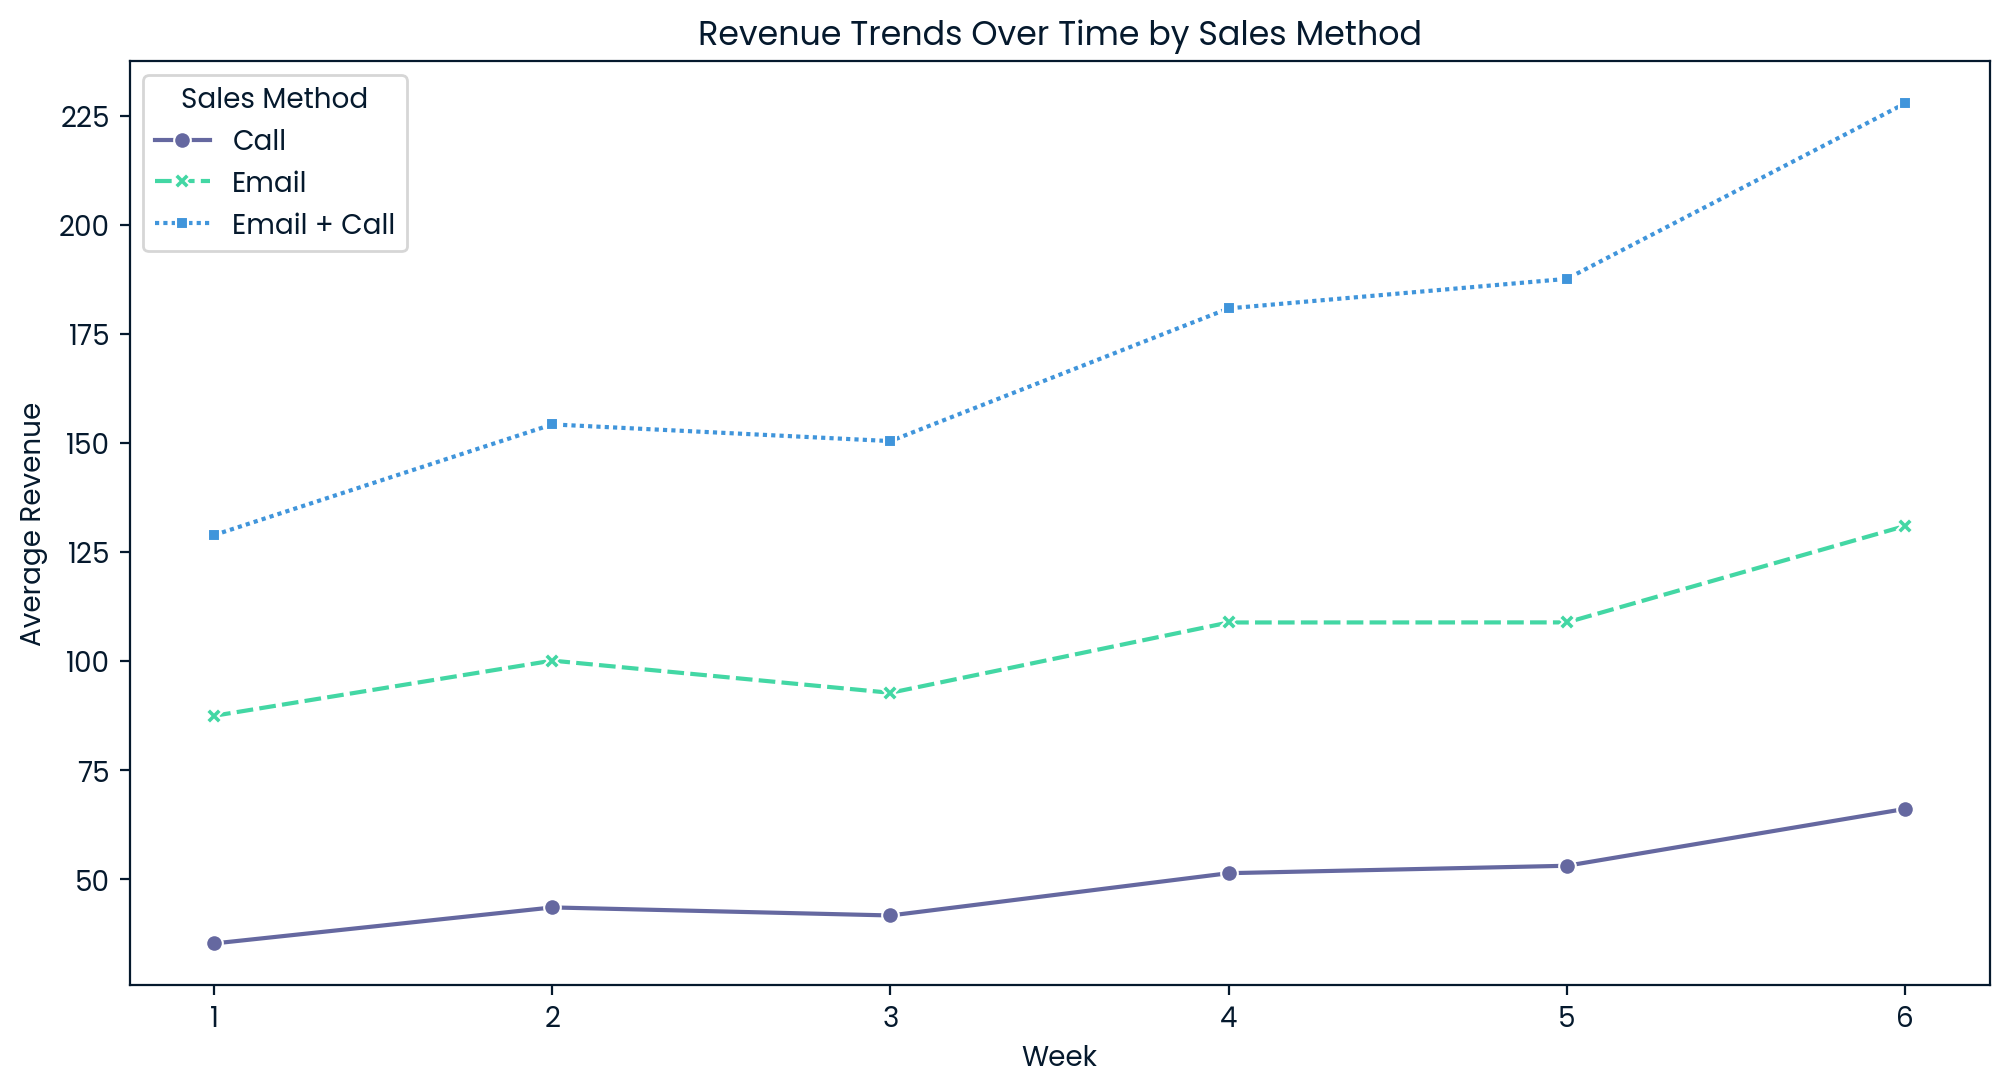 Revenue Trends Over Time by Sales Method
Sales Method
Call
Email
Email + Call
Average Revenue
225
200
175
150
125
100
75
50
1 2 3 4 5 6
Week